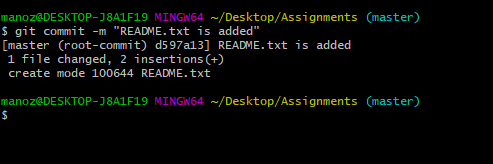 manoz@DESKTOP-J8A1F19 MINGW64 ~/Desktop/Assignments (master)
$ git commit -m "README.txt is added"
[master (root-commit) d597a13] README.txt is added
 1 file changed, 2 insertions(+)
 create mode 100644 README.txt
manoz@DESKTOP-J8A1F19 MINGW64 ~/Desktop/Assignments (master)
$